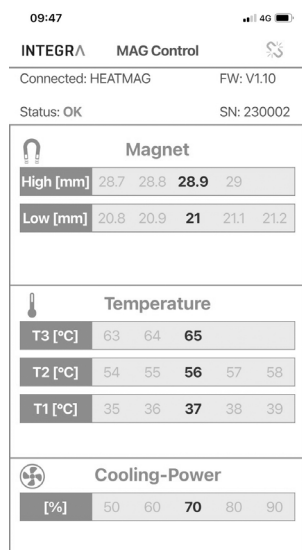 09:47 4G
INTEGRΛ MAG Control
Connected: HEATMAG FW: V1.10
Status: OK SN: 230002
Magnet
High [mm] 28.7 28.8 28.9 29
Low [mm] 20.8 20.9 21 21.1 21.2
Temperature
T3 [°C] 63 64 65
T2 [°C] 54 55 56 57 58
T1 [°C] 35 36 37 38 39
Cooling-Power
[%] 50 60 70 80 90